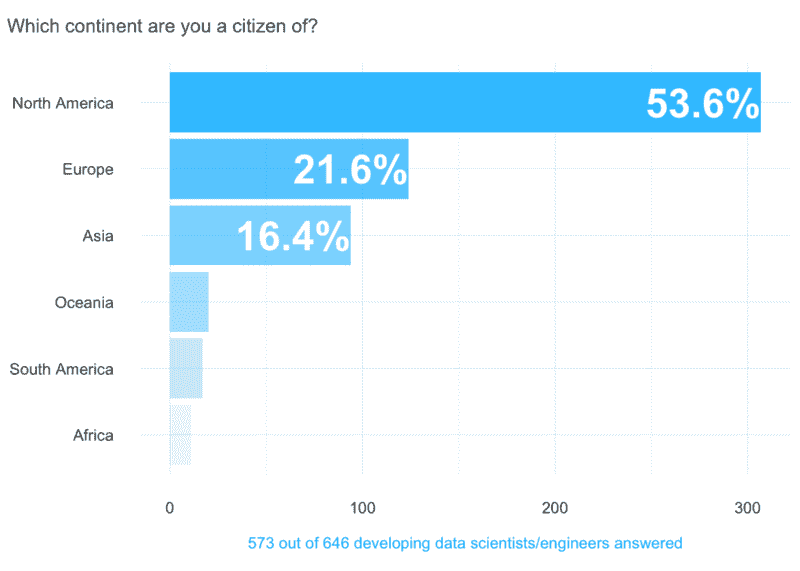 Which continent are you a citizen of?
North America
53.6%
Europe
21.6%
Asia
16.4%
Oceania
South America
Africa
0 100 200 300
573 out of 646 developing data scientists/engineers answered